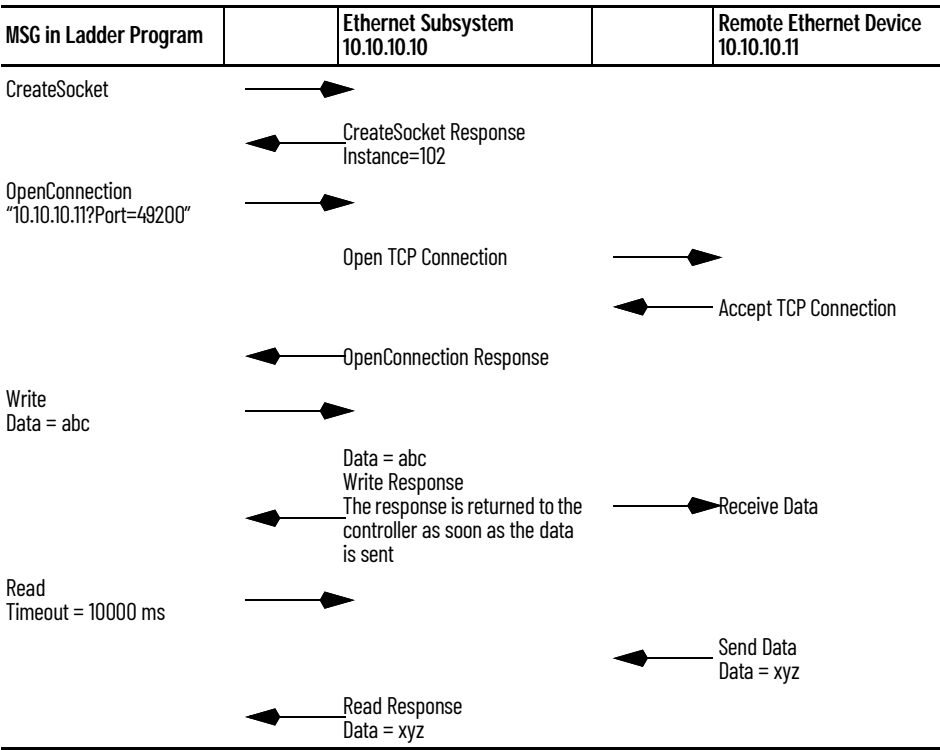 MSG in Ladder Program
Ethernet Subsystem
10.10.10.10
Remote Ethernet Device
10.10.10.11
CreateSocket
CreateSocket Response
Instance=102
OpenConnection
“10.10.10.11?Port=49200”
Open TCP Connection
Accept TCP Connection
OpenConnection Response
Write
Data = abc
Data = abc
Write Response
The response is returned to the
controller as soon as the data
is sent
Receive Data
Read
Timeout = 10000 ms
Send Data
Data = xyz
Read Response
Data = xyz